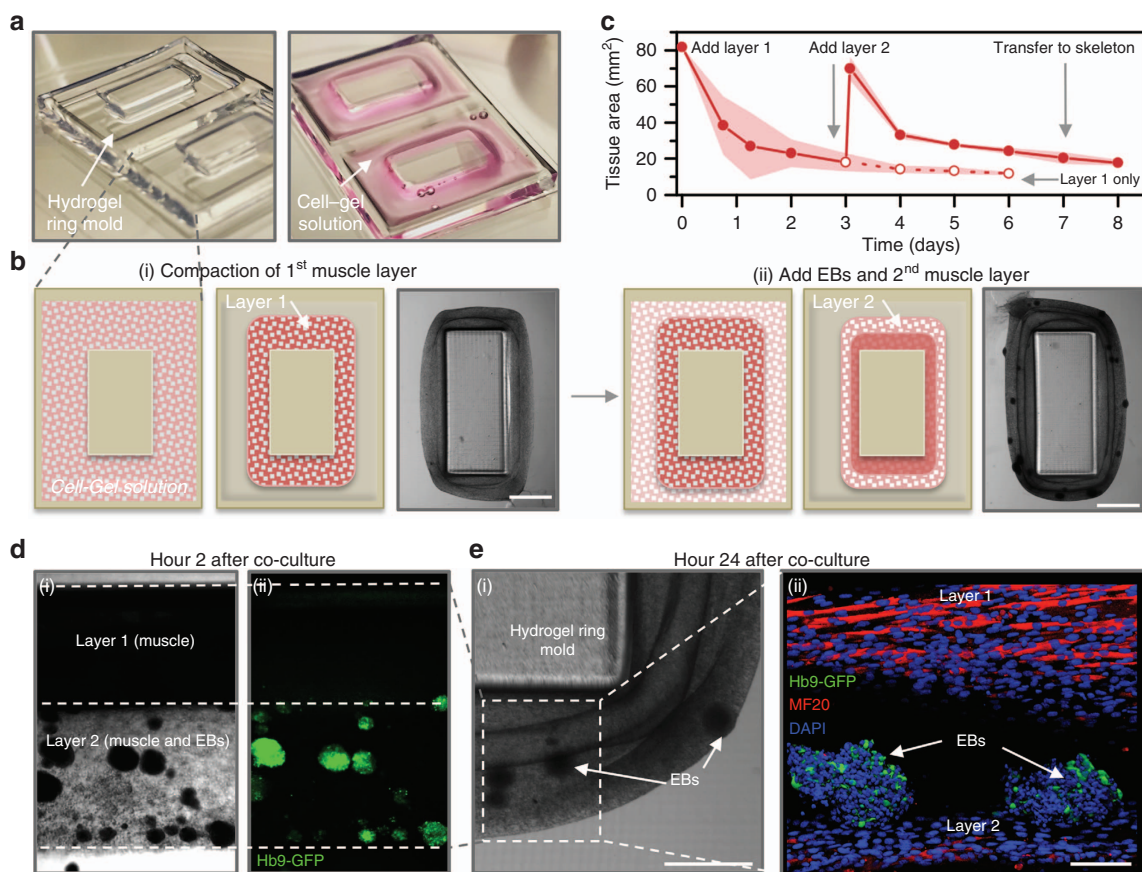 a
Hydrogel
ring mold
Cell–gel
solution
c
Tissue area (mm²)
80
60
40
20
0
Add layer 1
Add layer 2
Transfer to skeleton
Layer 1 only
0 1 2 3 4 5 6 7 8
Time (days)
b
(i) Compaction of 1st muscle layer
Layer 1
Cell-Gel solution
(ii) Add EBs and 2nd muscle layer
Layer 2
d
Hour 2 after co-culture
(i)
Layer 1 (muscle)
Layer 2 (muscle and EBs)
(ii)
Hb9-GFP
e
Hour 24 after co-culture
(i)
Hydrogel ring
mold
EBs
(ii)
Layer 1
Hb9-GFP
MF20
DAPI
EBs
Layer 2